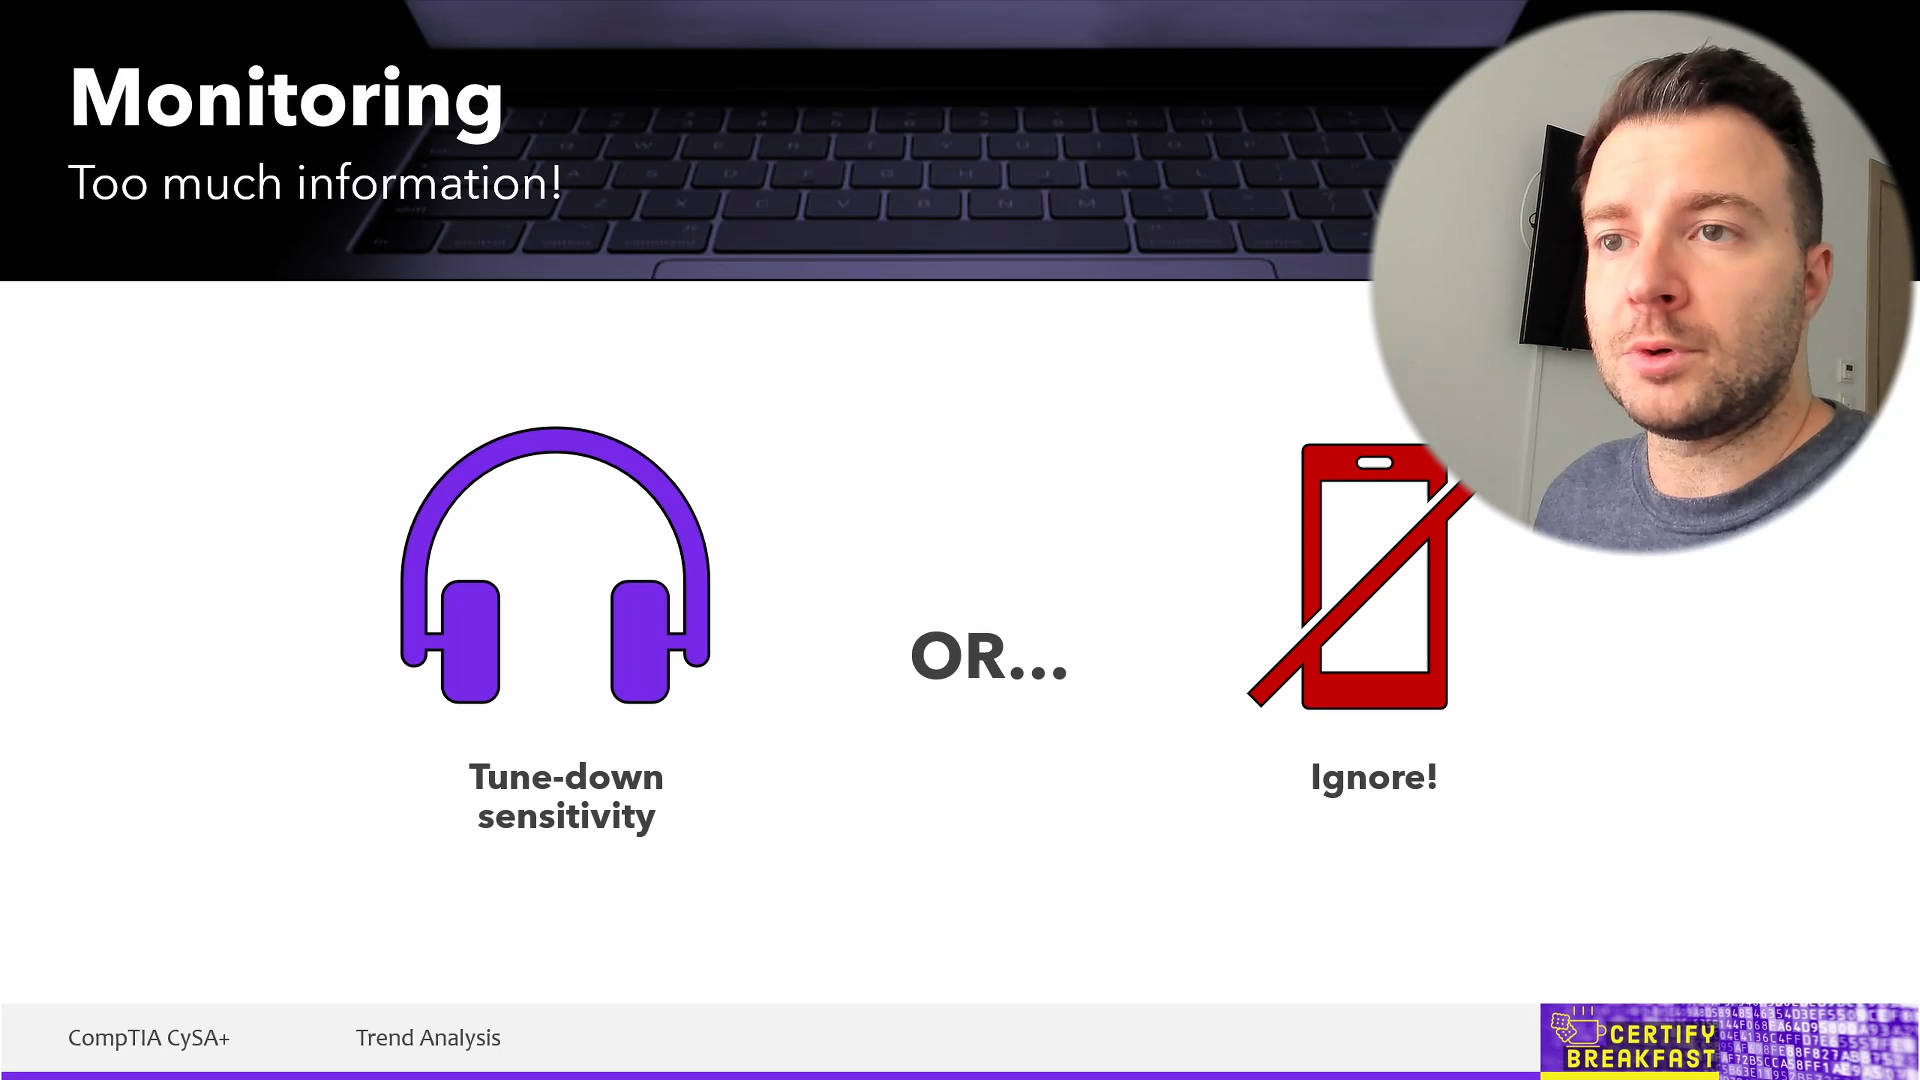 Monitoring
Too much information!
OR...
Tune-down
sensitivity
Ignore!
CompTIA CySA+
Trend Analysis
CERTIFY
BREAKFAST